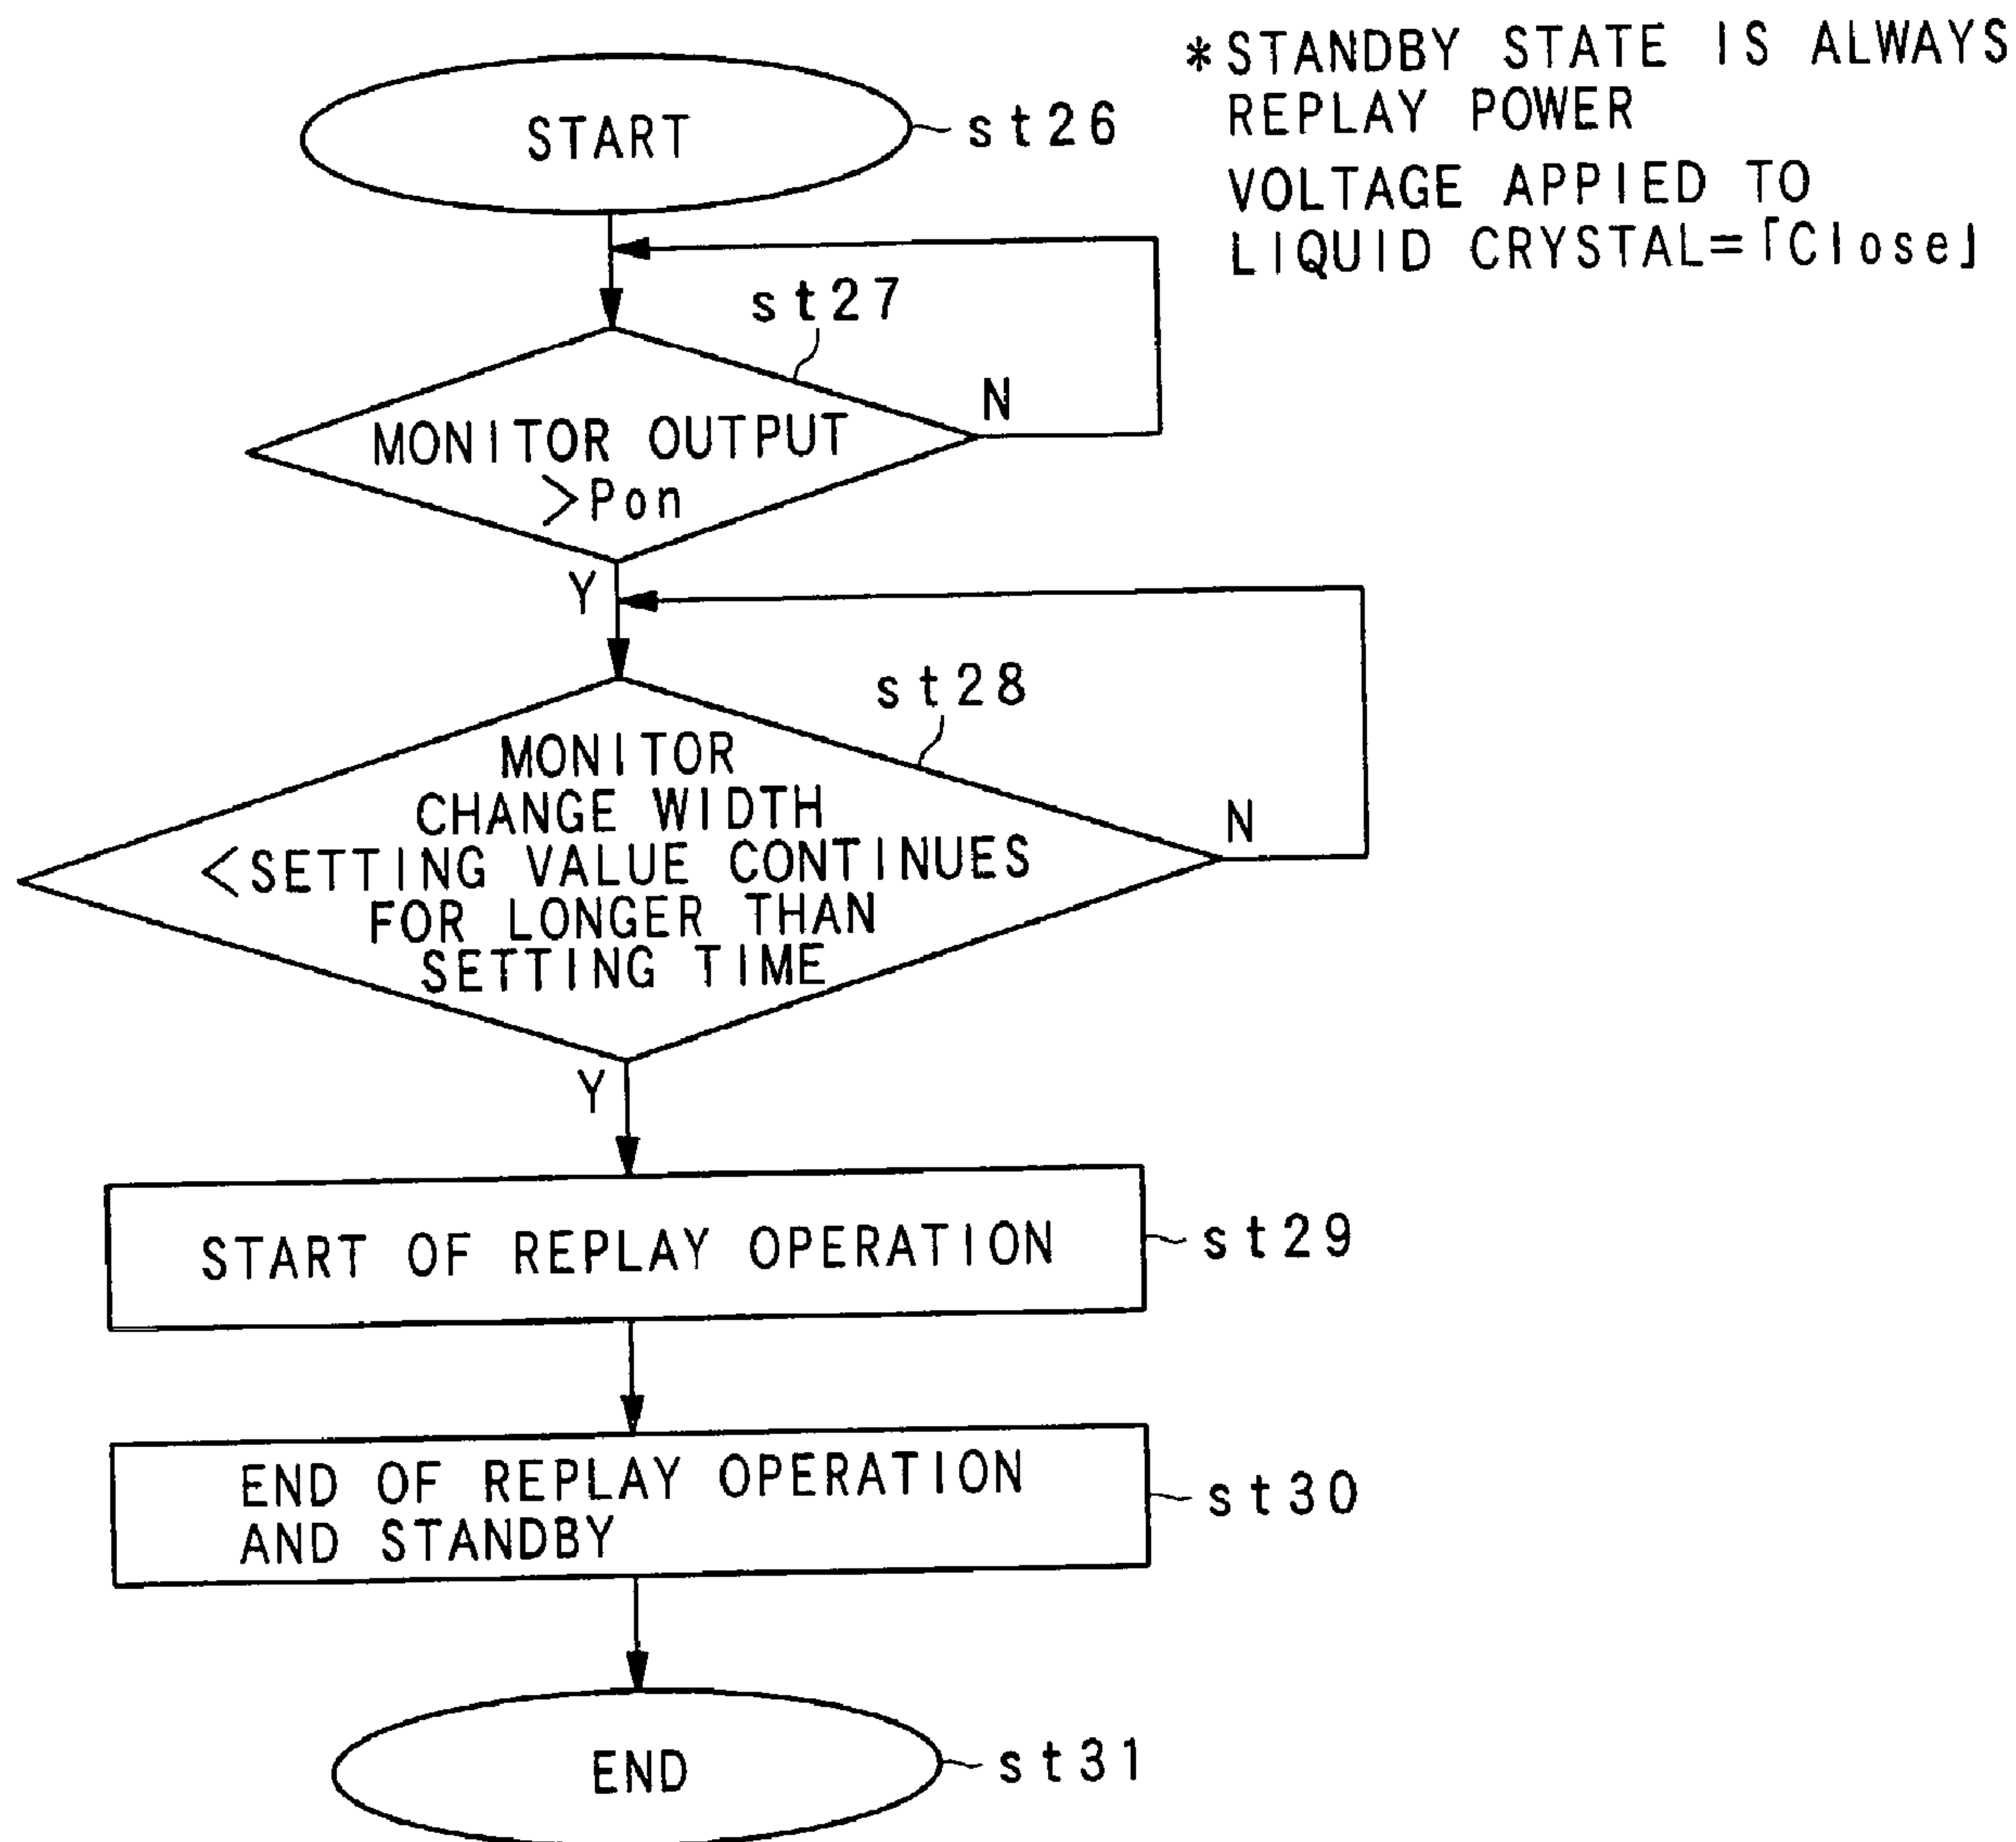 *STANDBY STATE IS ALWAYS
REPLAY POWER
VOLTAGE APPIED TO
LIQUID CRYSTAL=「Close」
START
st26
st27
MONITOR OUTPUT
>Pon
N
Y
st28
MONITOR
CHANGE WIDTH
<SETTING VALUE CONTINUES
FOR LONGER THAN
SETTING TIME
N
Y
START OF REPLAY OPERATION
st29
END OF REPLAY OPERATION
AND STANDBY
st30
END
st31